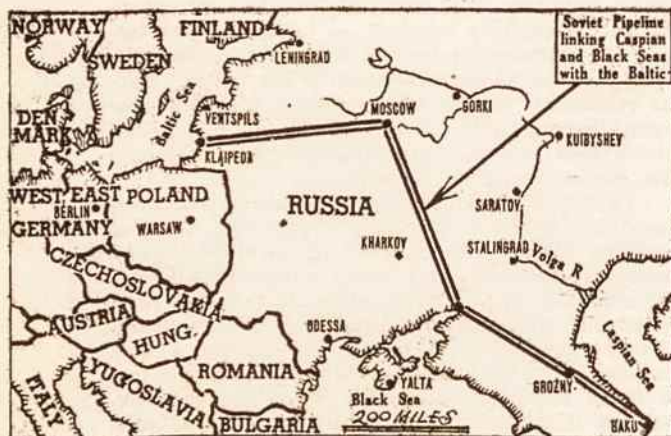 NORWAY
SWEDEN
FINLAND
LENINGRAD
Soviet Pipeline
linking Caspian
and Black Seas
with the Baltic
Baltic Sea
VENTSPILS
KLAIPEDA
MOSCOW
GORKI
KUIBYSHEV
DEN
MARK
WEST EAST
GERMANY
BERLIN
POLAND
WARSAW
RUSSIA
SARATOV
KHARKOV
STALINGRAD
Volga R
CZECHOSLOVAKIA
AUSTRIA
HUNG.
ODESSA
ROMANIA
YUGOSLAVIA
ITALY
BULGARIA
YALTA
Black Sea
200 MILES
GROZNY
Caspian Sea
BAKU